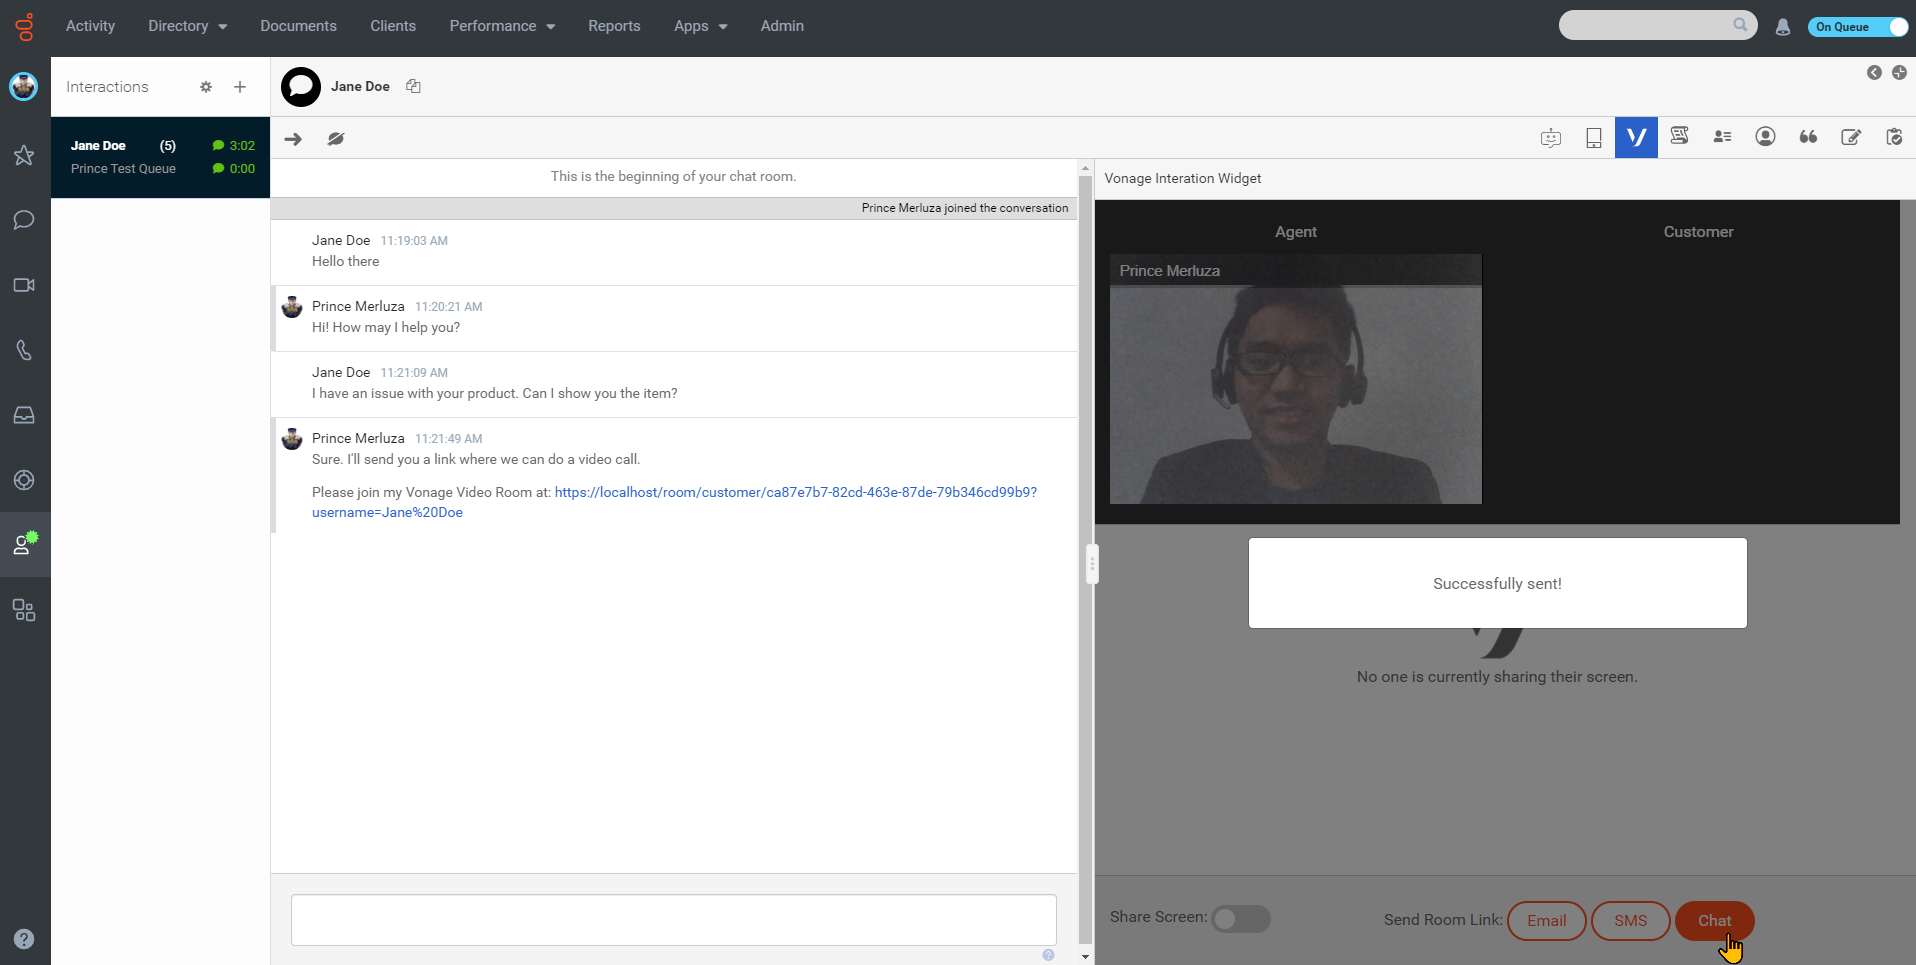 Activity Directory Documents Clients Performance Reports Apps Admin On Queue
Interactions
Jane Doe (5) 3:02
Prince Test Queue 0:00
Jane Doe
This is the beginning of your chat room.
Prince Merluza joined the conversation
Jane Doe 11:19:03 AM
Hello there
Prince Merluza 11:20:21 AM
Hi! How may I help you?
Jane Doe 11:21:09 AM
I have an issue with your product. Can I show you the item?
Prince Merluza 11:21:49 AM
Sure. I'll send you a link where we can do a video call.
Please join my Vonage Video Room at: https://localhost/room/customer/ca87e7b7-82cd-463e-87de-79b346cd99b9?
username=Jane%20Doe
Vonage Interation Widget
Agent Customer
Prince Merluza
Successfully sent!
No one is currently sharing their screen.
Share Screen: Send Room Link: Email SMS Chat